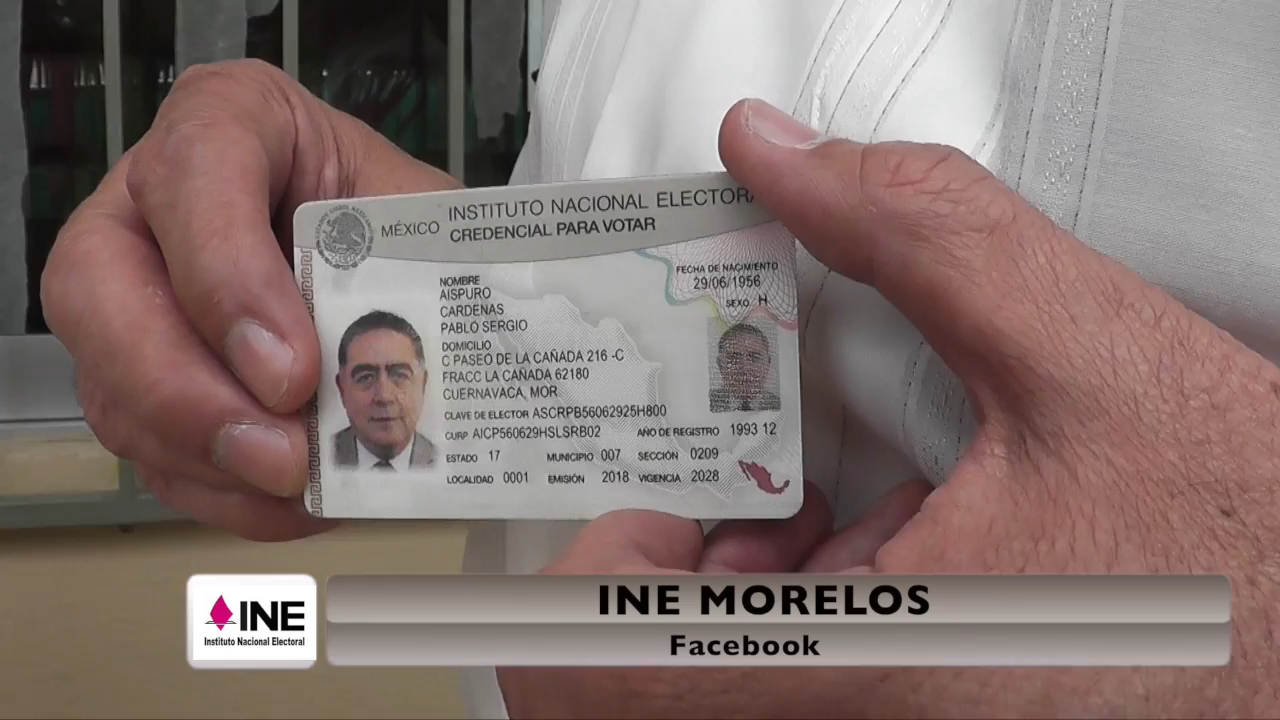 MÉXICO
INSTITUTO NACIONAL ELECTORA
CREDENCIAL PARA VOTAR
NOMBRE
AISPURO
CARDENAS
PABLO SERGIO
FECHA DE NACIMIENTO
29/06/1956
SEXO H
DOMICILIO
C PASEO DE LA CAÑADA 216 -C
FRACC LA CAÑADA 62180
CUERNAVACA, MOR.
CLAVE DE ELECTOR ASCRPB56062925H800
CURP AICP560629HSLSRB02 AÑO DE REGISTRO 1993 12
ESTADO 17 MUNICIPIO 007 SECCIÓN 0209
LOCALIDAD 0001 EMISIÓN 2018 VIGENCIA 2028
INE
Instituto Nacional Electoral
INE MORELOS
Facebook